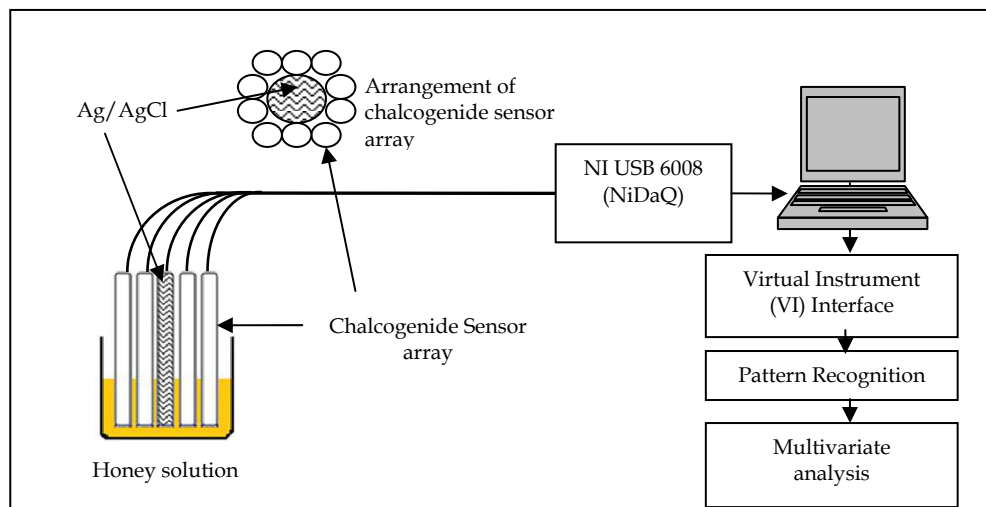 Ag/AgCl
Arrangement of
chalcogenide sensor
array
NI USB 6008
(NiDaQ)
Virtual Instrument
(VI) Interface
Chalcogenide Sensor
array
Pattern Recognition
Multivariate
analysis
Honey solution